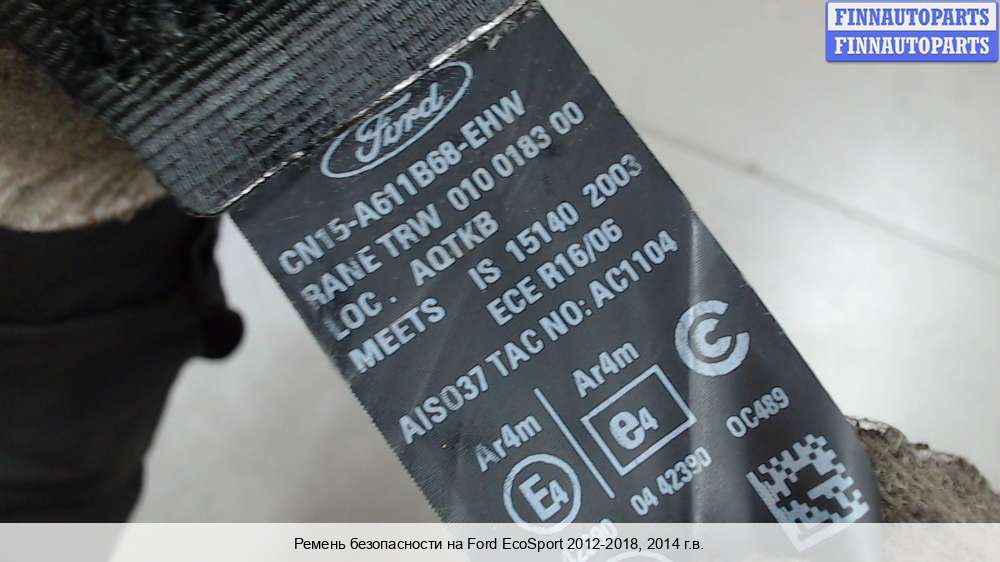 FINNAUTOPARTS
FINNAUTOPARTS
Ford
CN15-A611B68-EHW
RANE TRW 010 0183 00
LOC . AQTKB
MEETS IS 15140 2003
ECE R16/06
AIS037 TAC NO: AC1104
Ar4m Ar4m
E4 e4 C
04 42390 OC489
Ремень безопасности на Ford EcoSport 2012-2018, 2014 г.в.